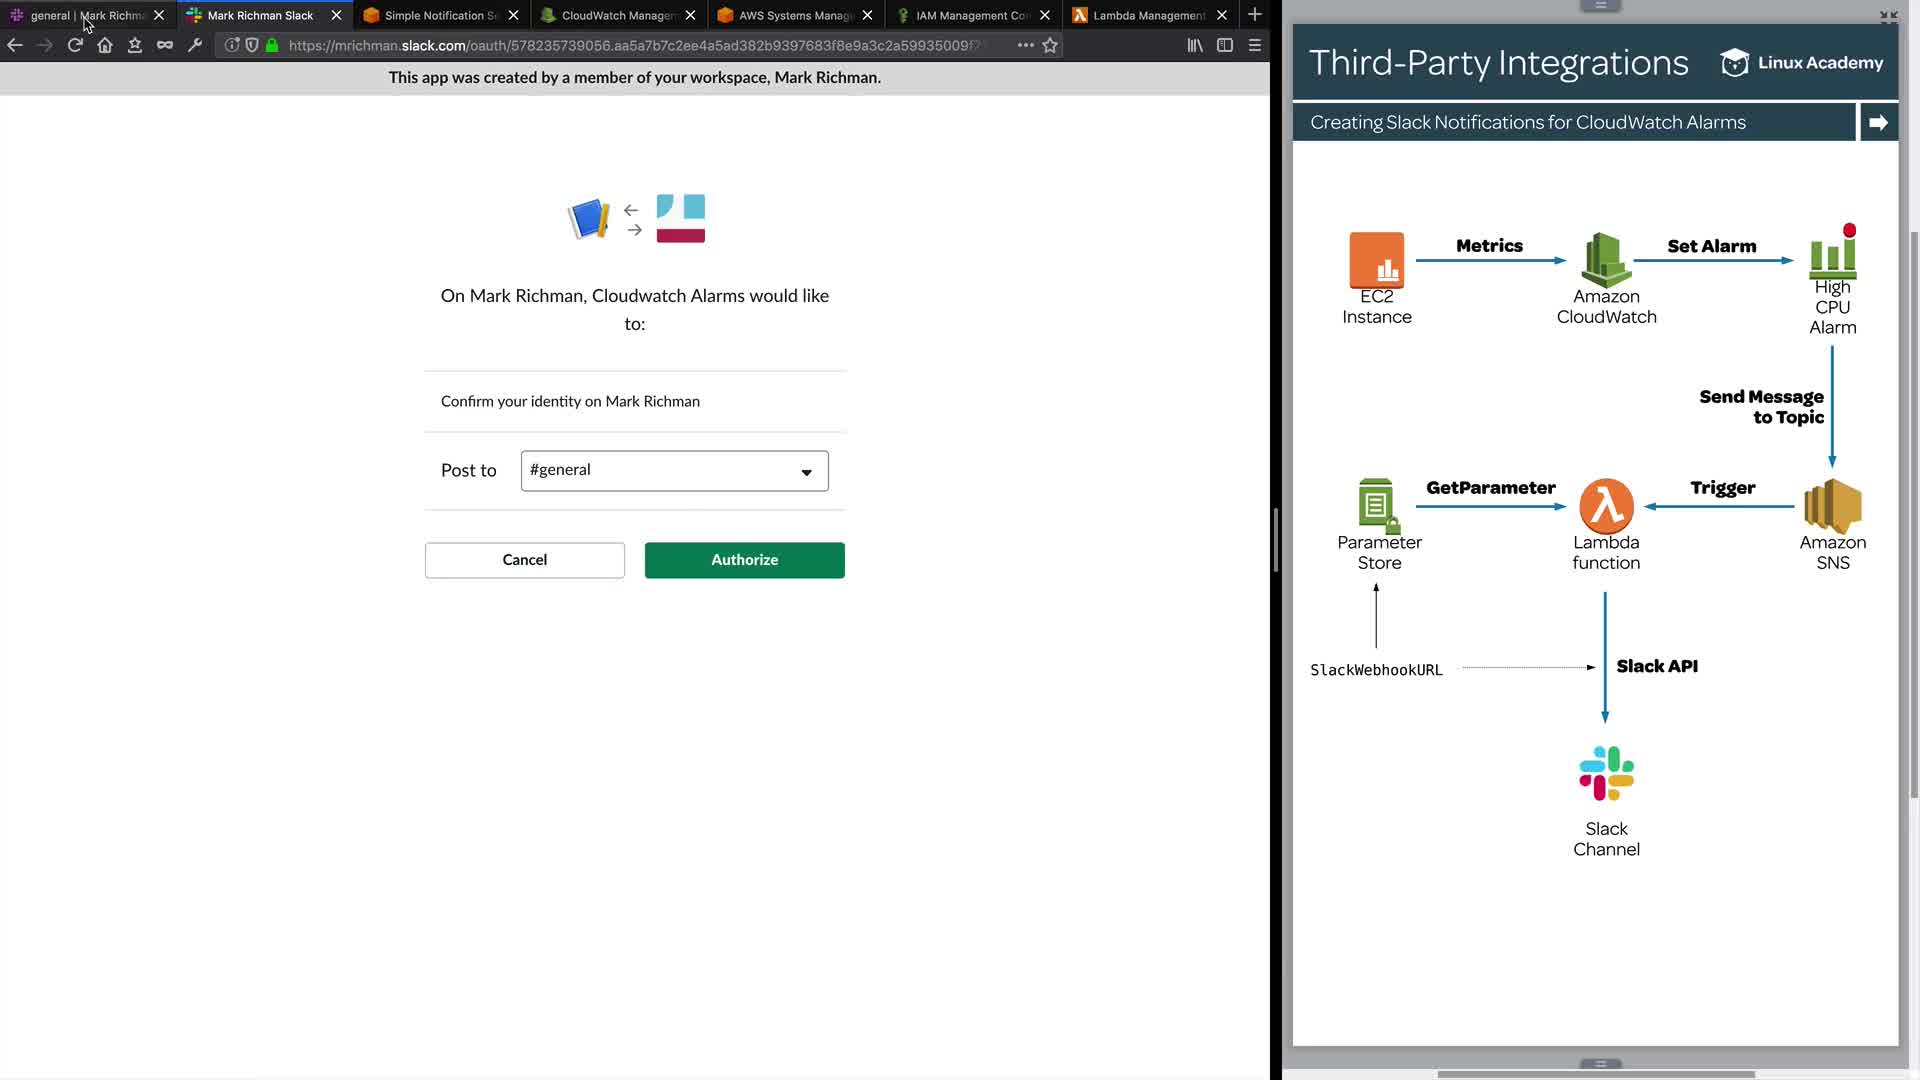 general | Mark Richma
Mark Richman Slack
Simple Notification Se
CloudWatch Managem
AWS Systems Manag
IAM Management Co
Lambda Management
https://mrichman.slack.com/oauth/578235739056.aa5a7b7c2ee4a5ad382b9397683f8e9a3c2a59935009f
This app was created by a member of your workspace, Mark Richman.
On Mark Richman, Cloudwatch Alarms would like
to:
Confirm your identity on Mark Richman
Post to
#general
Cancel
Authorize
Third-Party Integrations
Linux Academy
Creating Slack Notifications for CloudWatch Alarms
Metrics
Set Alarm
EC2
Instance
Amazon
CloudWatch
High
CPU
Alarm
Send Message
to Topic
GetParameter
Trigger
Parameter
Store
Lambda
function
Amazon
SNS
SlackWebhookURL
Slack API
Slack
Channel